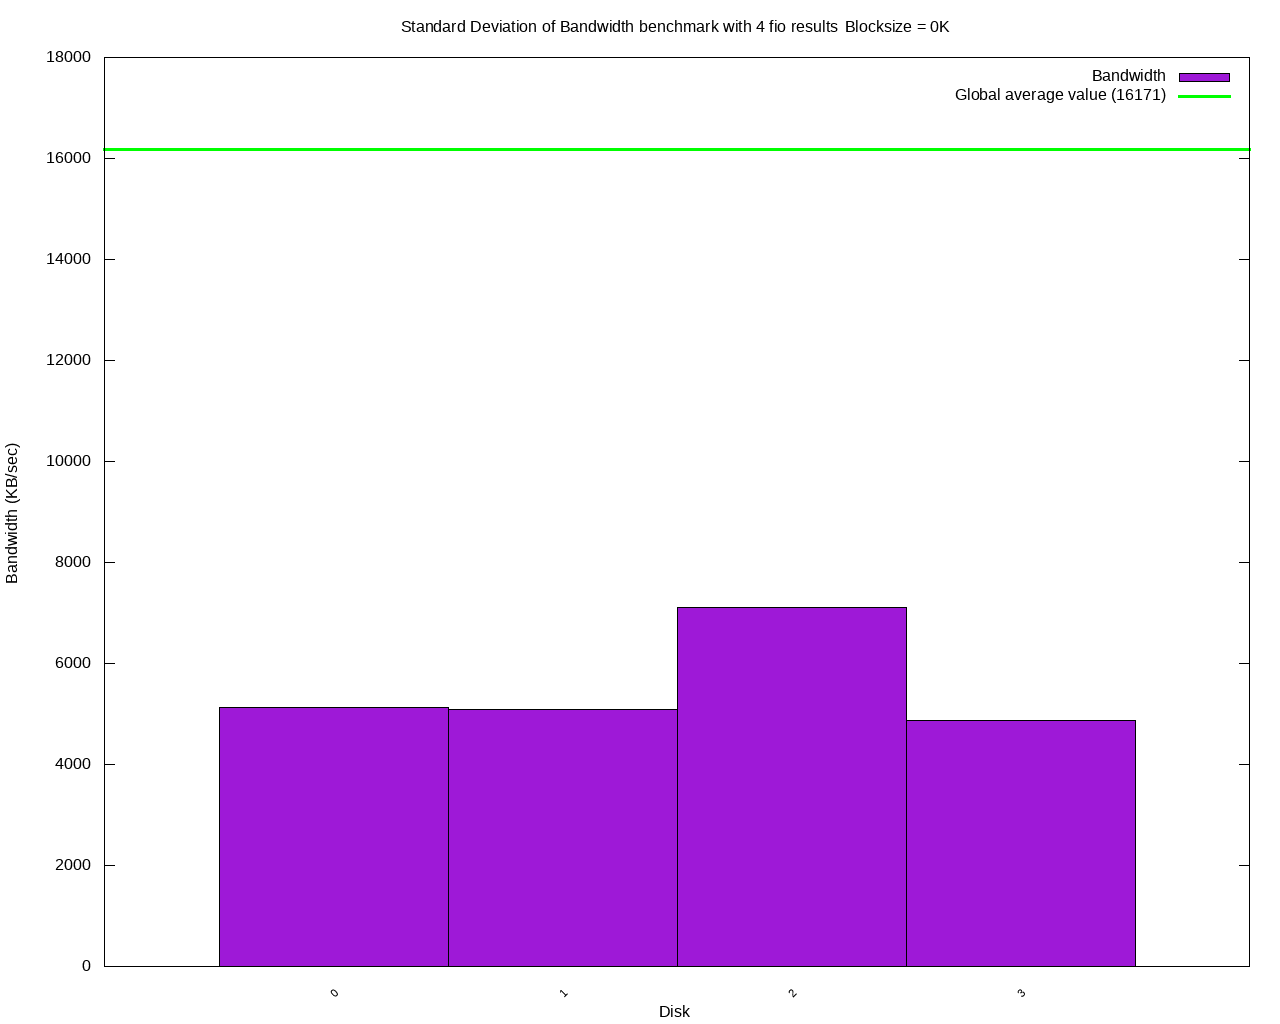 Standard Deviation of Bandwidth benchmark with 4 fio results Blocksize = 0K
Bandwidth
Global average value (16171)
18000
16000
14000
12000
10000
8000
6000
4000
2000
0
Bandwidth (KB/sec)
0
1
2
3
Disk